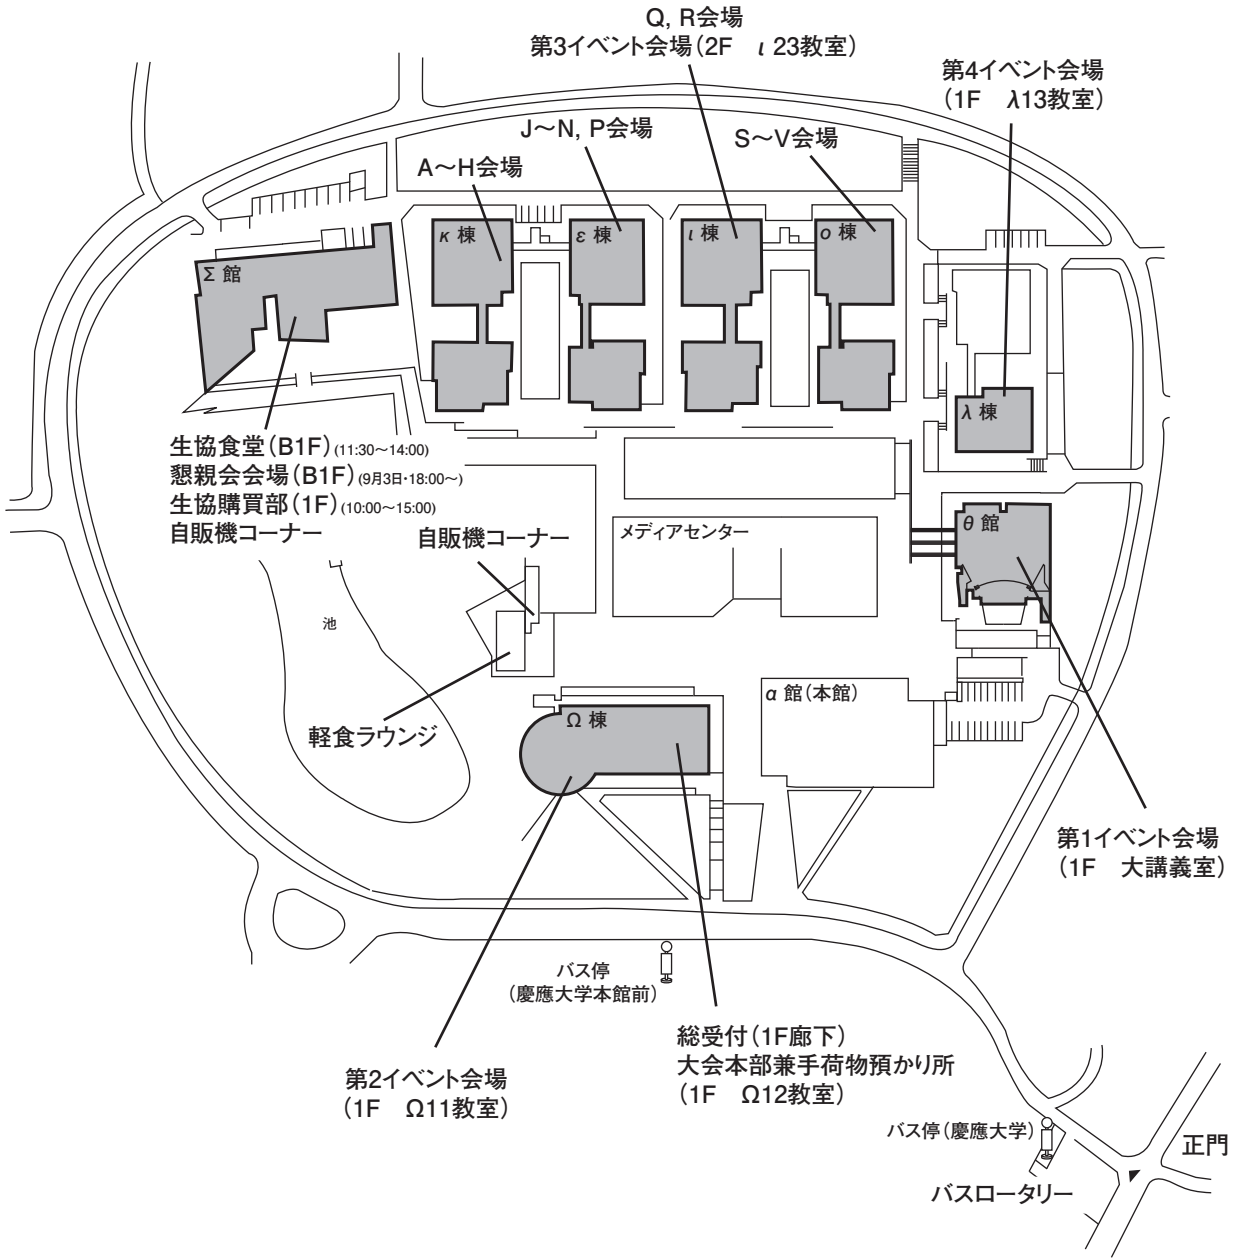 Q, R会場
第3イベント会場(2F ι 23教室)
第4イベント会場
(1F λ13教室)
J～N, P会場
S～V会場
A～H会場
κ 棟
ε 棟
ι 棟
ο 棟
Σ 館
λ 棟
生協食堂(B1F)(11:30～14:00)
懇親会会場(B1F)(9月3日・18:00～)
生協購買部(1F)(10:00～15:00)
自販機コーナー
自販機コーナー
メディアセンター
θ 館
池
α 館(本館)
Ω 棟
軽食ラウンジ
第1イベント会場
(1F 大講義室)
バス停
(慶應大学本館前)
総受付(1F廊下)
大会本部兼手荷物預かり所
(1F Ω12教室)
第2イベント会場
(1F Ω11教室)
バス停(慶應大学)
正門
バスロータリー